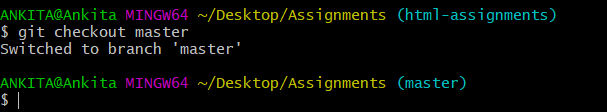 ANKITA@Ankita MINGW64 ~/Desktop/Assignments (html-assignments)
$ git checkout master
Switched to branch 'master'
ANKITA@Ankita MINGW64 ~/Desktop/Assignments (master)
$